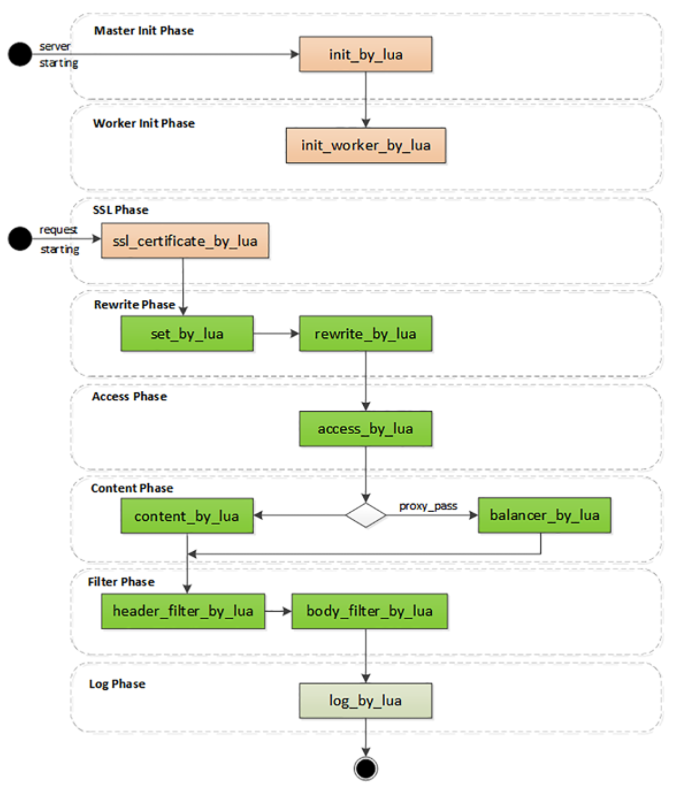 Master Init Phase
server
starting
init_by_lua
Worker Init Phase
init_worker_by_lua
SSL Phase
request
starting
ssl_certificate_by_lua
Rewrite Phase
set_by_lua
rewrite_by_lua
Access Phase
access_by_lua
Content Phase
content_by_lua
proxy_pass
balancer_by_lua
Filter Phase
header_filter_by_lua
body_filter_by_lua
Log Phase
log_by_lua